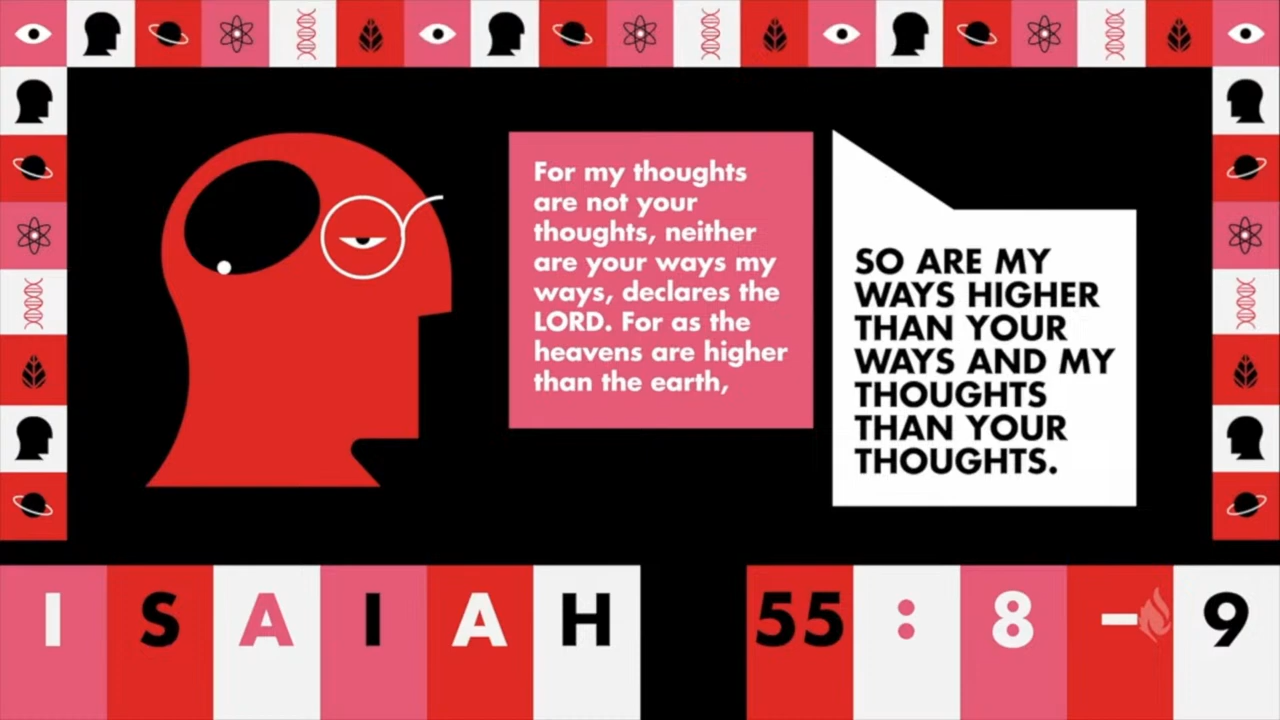 For my thoughts
are not your
thoughts, neither
are your ways my
ways, declares the
LORD. For as the
heavens are higher
than the earth,
SO ARE MY
WAYS HIGHER
THAN YOUR
WAYS AND MY
THOUGHTS
THAN YOUR
THOUGHTS.
ISAIAH 55:8-9